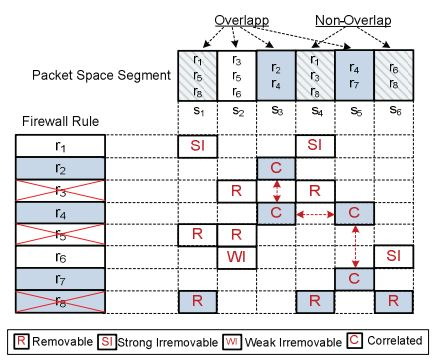 Overlapp Non-Overlap
Packet Space Segment
r1 r3 r2 r1 r4 r6
r5 r5 r4 r3 r7 r8
r8 r6 r8
s1 s2 s3 s4 s5 s6
Firewall Rule
r1 SI SI
r2 C
r3 R R
r4 C C
r5 R R
r6 WI SI
r7 C
r8 R R R
R Removable SI Strong Irremovable WI Weak Irremovable C Correlated